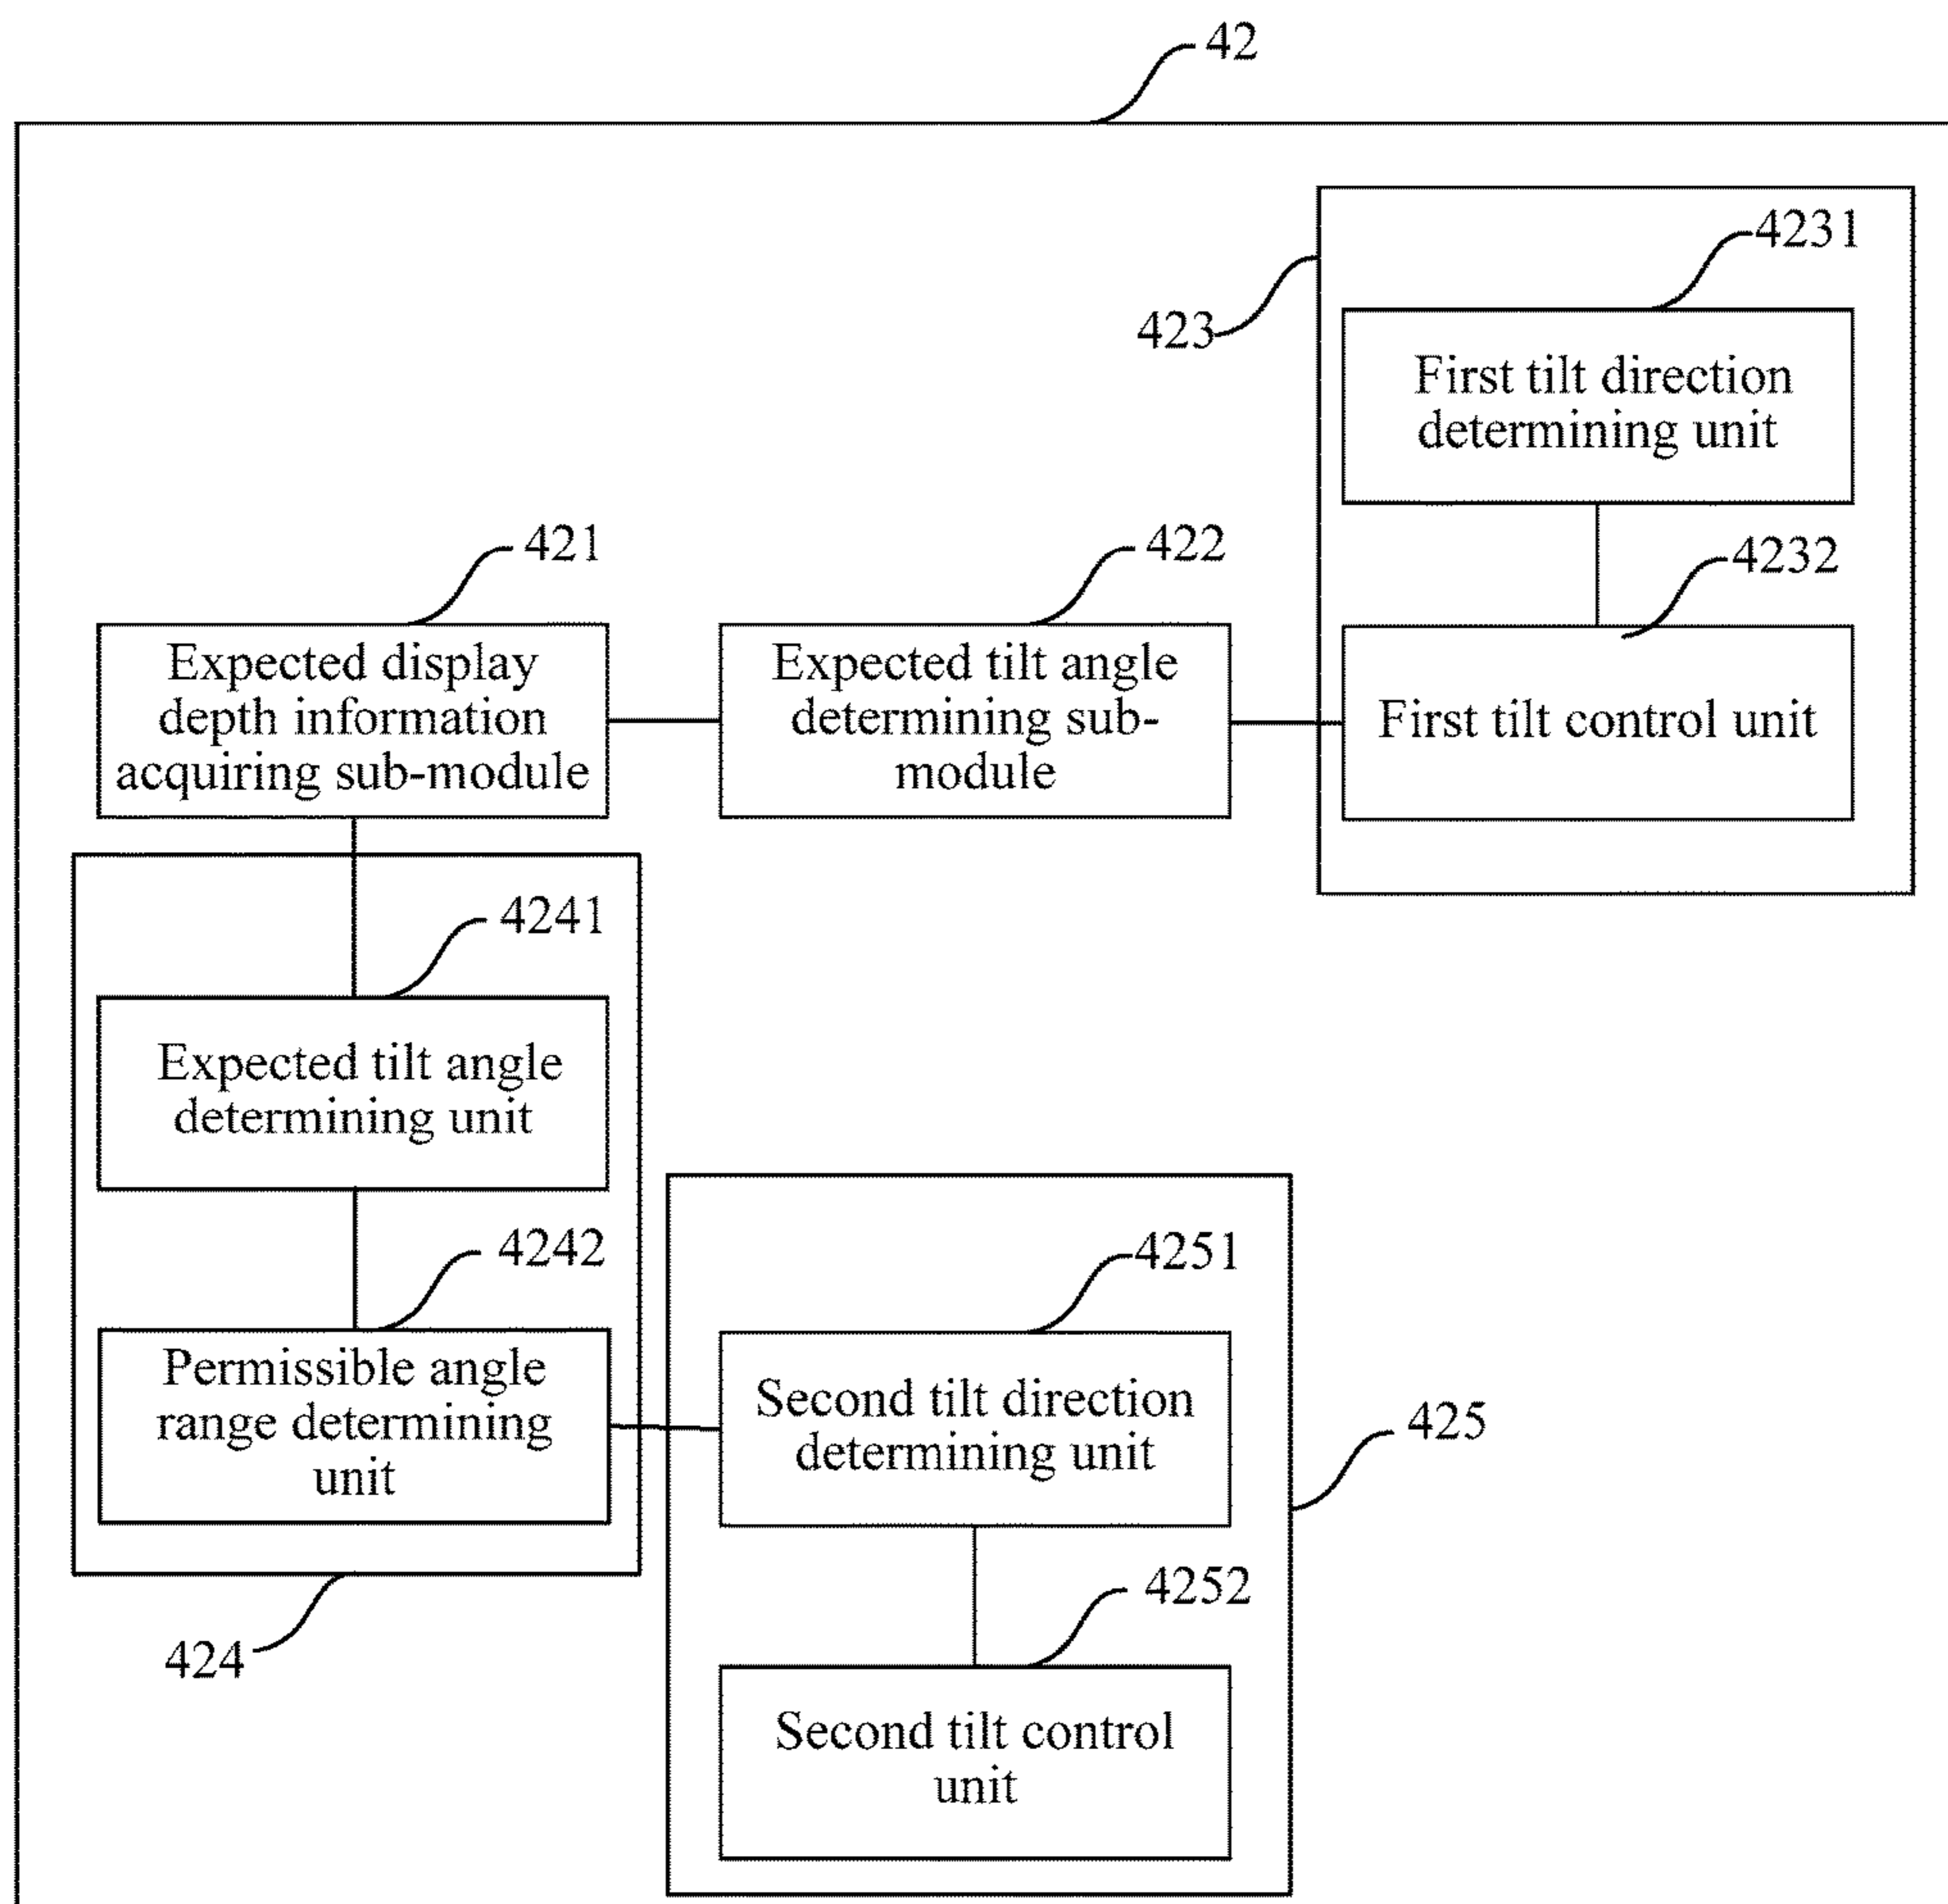 42
4231
423
First tilt direction
determining unit
421
422
4232
Expected display
depth information
acquiring sub-module
Expected tilt angle
determining sub-
module
First tilt control unit
4241
Expected tilt angle
determining unit
4242
4251
Permissible angle
range determining
unit
Second tilt direction
determining unit
425
4252
424
Second tilt control
unit